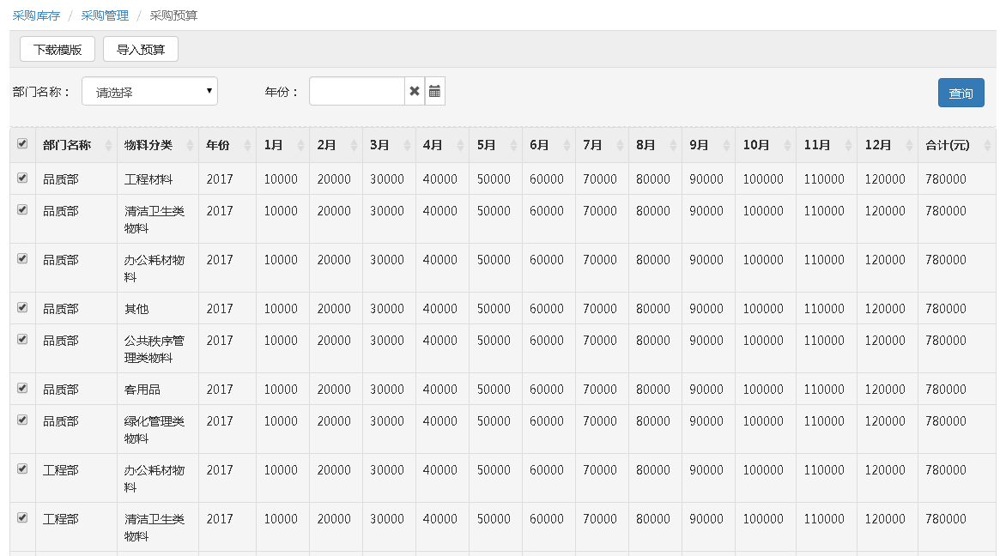 采购库存 / 采购管理 / 采购预算
下载模版 导入预算
部门名称： 请选择 年份： 查询
部门名称 物料分类 年份 1月 2月 3月 4月 5月 6月 7月 8月 9月 10月 11月 12月 合计(元)
品质部 工程材料 2017 10000 20000 30000 40000 50000 60000 70000 80000 90000 100000 110000 120000 780000
品质部 清洁卫生类 2017 10000 20000 30000 40000 50000 60000 70000 80000 90000 100000 110000 120000 780000
物料
品质部 办公耗材物 2017 10000 20000 30000 40000 50000 60000 70000 80000 90000 100000 110000 120000 780000
料
品质部 其他 2017 10000 20000 30000 40000 50000 60000 70000 80000 90000 100000 110000 120000 780000
品质部 公共秩序管 2017 10000 20000 30000 40000 50000 60000 70000 80000 90000 100000 110000 120000 780000
理类物料
品质部 客用品 2017 10000 20000 30000 40000 50000 60000 70000 80000 90000 100000 110000 120000 780000
品质部 绿化管理类 2017 10000 20000 30000 40000 50000 60000 70000 80000 90000 100000 110000 120000 780000
物料
工程部 办公耗材物 2017 10000 20000 30000 40000 50000 60000 70000 80000 90000 100000 110000 120000 780000
料
工程部 清洁卫生类 2017 10000 20000 30000 40000 50000 60000 70000 80000 90000 100000 110000 120000 780000
物料